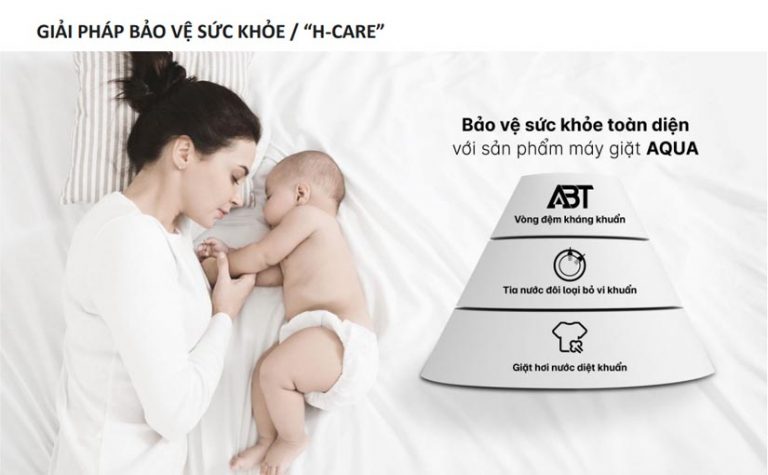 GIẢI PHÁP BẢO VỆ SỨC KHỎE / “H-CARE”
Bảo vệ sức khỏe toàn diện
với sản phẩm máy giặt AQUA
ABT
Vòng đệm kháng khuẩn
Tia nước đôi loại bỏ vi khuẩn
Giặt hơi nước diệt khuẩn